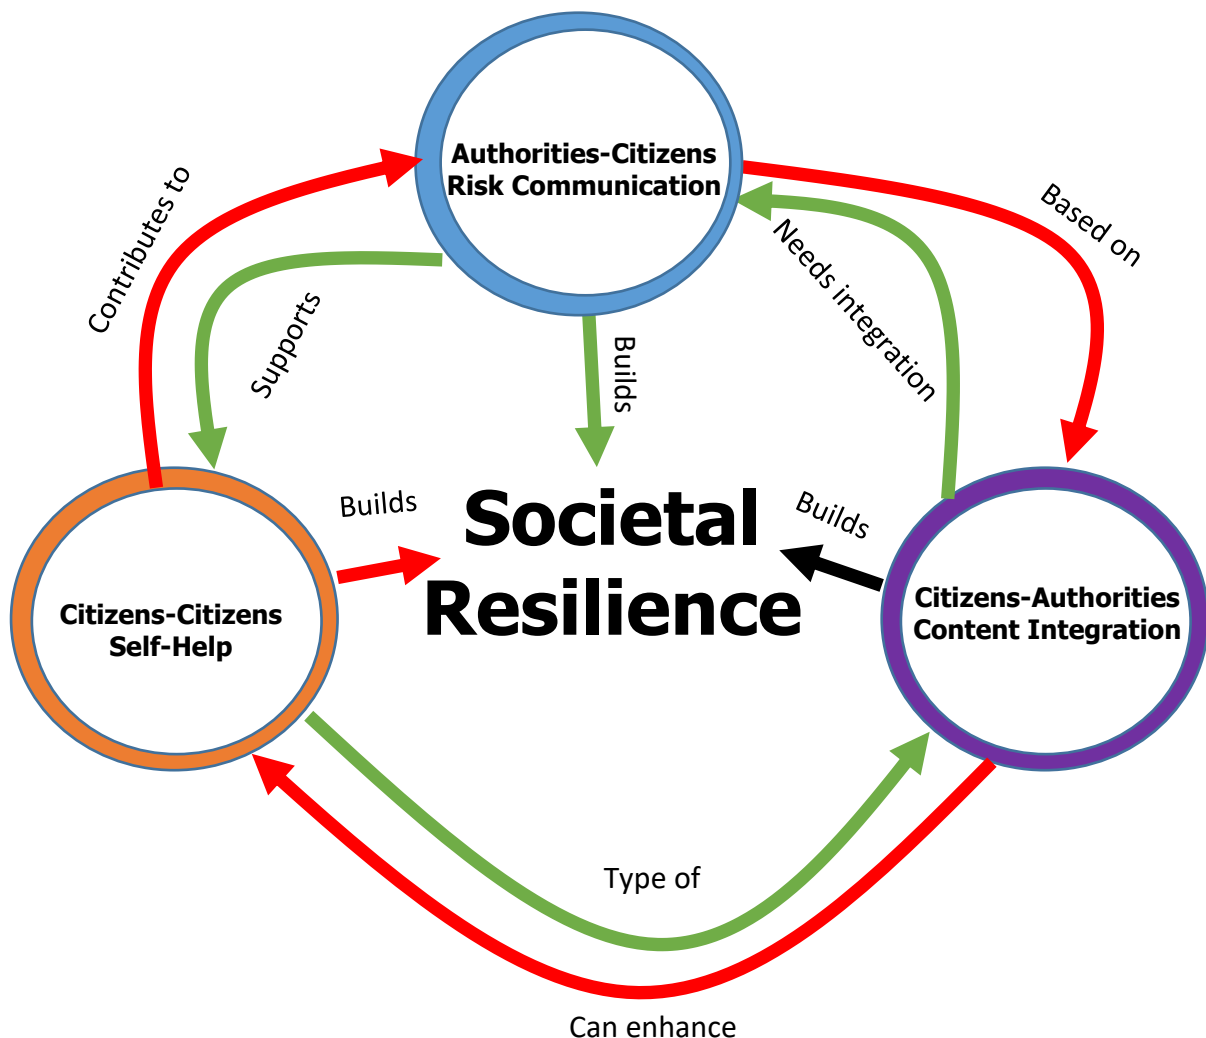 Authorities-Citizens
Risk Communication
Contributes to
Supports
Builds
Needs integration
Based on
Builds
Societal
Resilience
Builds
Citizens-Citizens
Self-Help
Citizens-Authorities
Content Integration
Type of
Can enhance